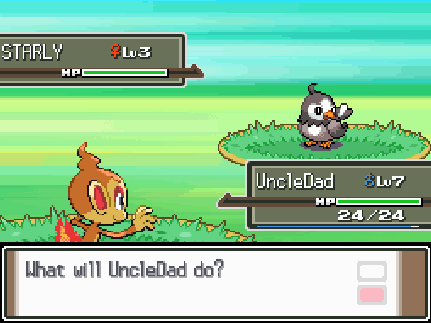 STARLY ♀Lv3
HP
UncleDad ♂Lv7
HP
24/24
What will UncleDad do?